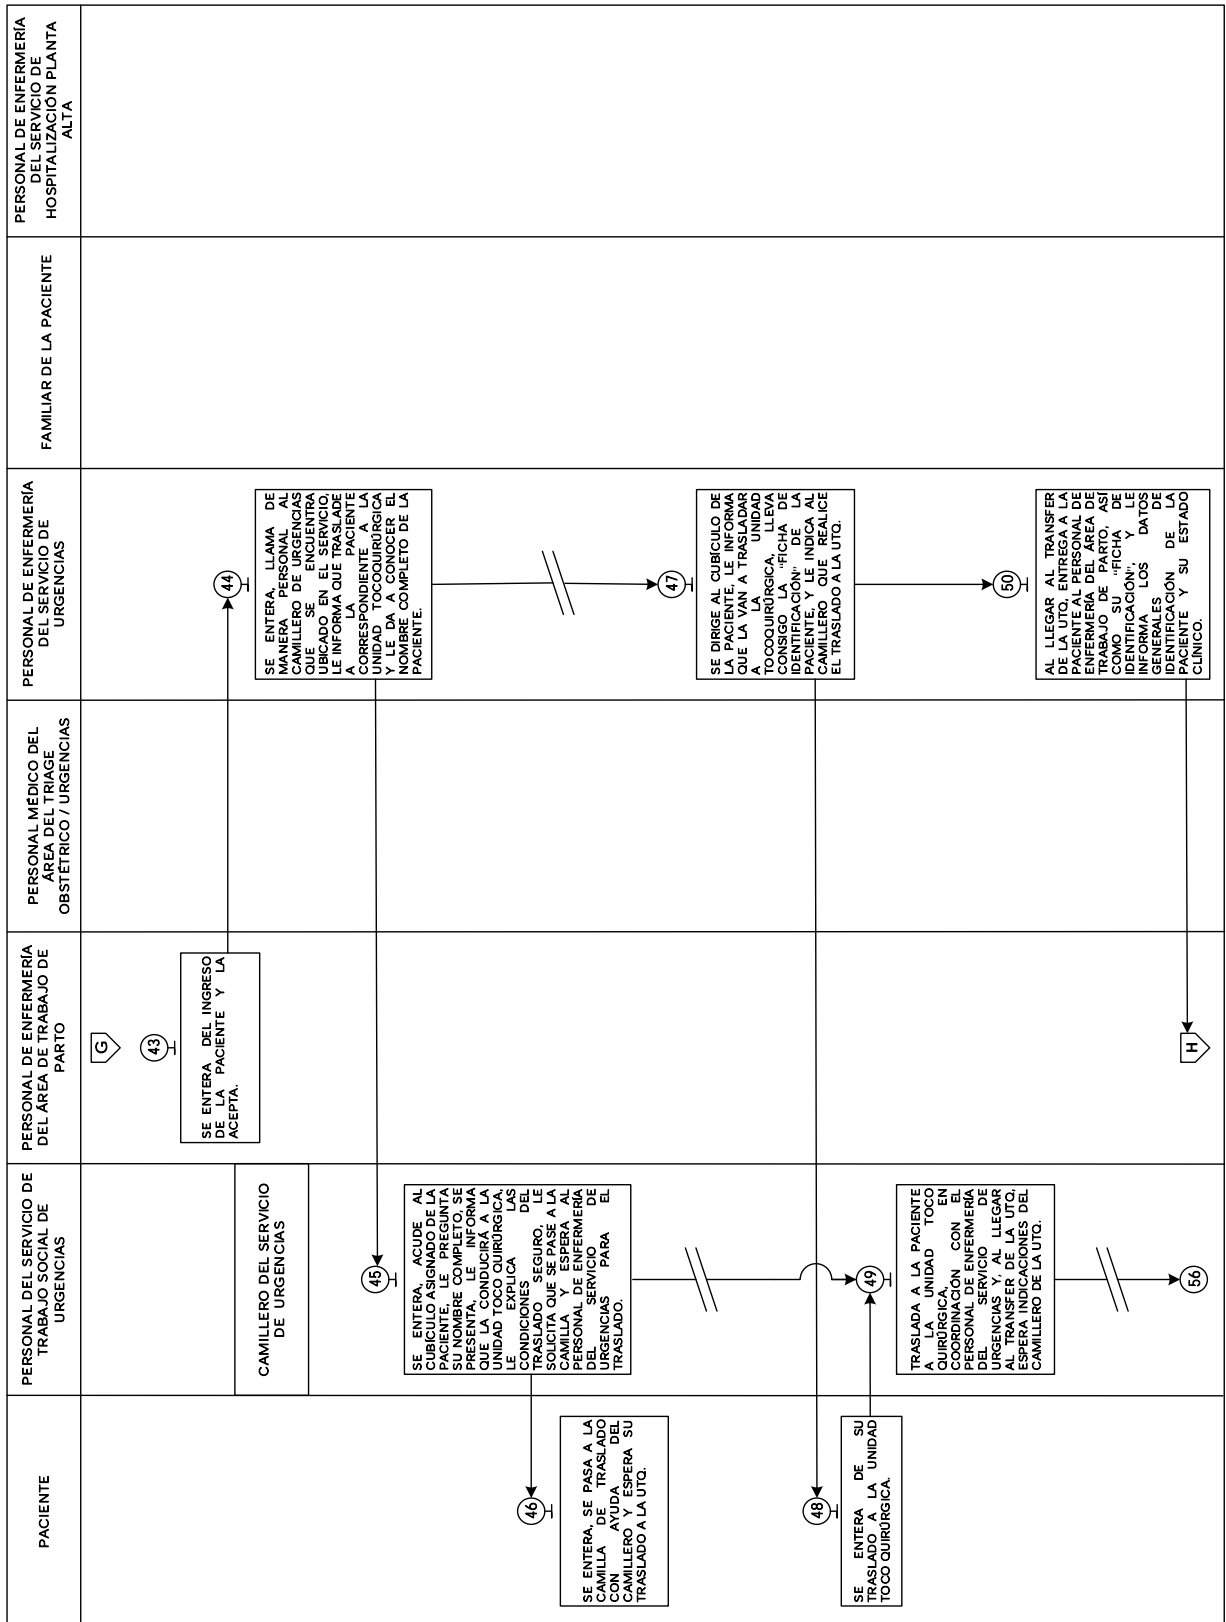 PACIENTE
PERSONAL DEL SERVICIO DE
TRABAJO SOCIAL DE
URGENCIAS
PERSONAL DE ENFERMERÍA
DEL ÁREA DE TRABAJO DE
PARTO
PERSONAL MÉDICO DEL
ÁREA DEL TRIAGE
OBSTÉTRICO / URGENCIAS
PERSONAL DE ENFERMERÍA
DEL SERVICIO DE
URGENCIAS
FAMILIAR DE LA PACIENTE
PERSONAL DE ENFERMERÍA
DEL SERVICIO DE
HOSPITALIZACIÓN PLANTA
ALTA
G
43
SE ENTERA DEL INGRESO
DE LA PACIENTE Y LA
ACEPTA.
44
SE ENTERA, LLAMA DE
MANERA PERSONAL AL
CAMILLERO DE URGENCIAS
QUE SE ENCUENTRA
UBICADO EN EL SERVICIO,
LE INFORMA QUE TRASLADE
A LA PACIENTE
CORRESPONDIENTE A LA
UNIDAD TOCOQUIRÚRGICA
Y LE DA A CONOCER EL
NOMBRE COMPLETO DE LA
PACIENTE.
CAMILLERO DEL SERVICIO
DE URGENCIAS
45
SE ENTERA, ACUDE AL
CUBÍCULO ASIGNADO DE LA
PACIENTE, LE PREGUNTA
SU NOMBRE COMPLETO, SE
PRESENTA, LE INFORMA
QUE LA CONDUCIRÁ A LA
UNIDAD TOCO QUIRÚRGICA,
LE EXPLICA LAS
CONDICIONES DEL
TRASLADO SEGURO, LE
SOLICITA QUE SE PASE A LA
CAMILLA Y ESPERA AL
PERSONAL DE ENFERMERÍA
DEL SERVICIO DE
URGENCIAS PARA EL
TRASLADO.
46
SE ENTERA, SE PASA A LA
CAMILLA DE TRASLADO
CON AYUDA DEL
CAMILLERO Y ESPERA SU
TRASLADO A LA UTQ.
47
SE DIRIGE AL CUBÍCULO DE
LA PACIENTE, LE INFORMA
QUE LA VAN A TRASLADAR
A LA UNIDAD
TOCOQUIRÚRGICA, LLEVA
CONSIGO LA “FICHA DE
IDENTIFICACIÓN” DE LA
PACIENTE, Y LE INDICA AL
CAMILLERO QUE REALICE
EL TRASLADO A LA UTQ.
48
SE ENTERA DE SU
TRASLADO A LA UNIDAD
TOCO QUIRÚRGICA.
49
TRASLADA A LA PACIENTE
A LA UNIDAD TOCO
QUIRÚRGICA, EN
COORDINACIÓN CON EL
PERSONAL DE ENFERMERÍA
DEL SERVICIO DE
URGENCIAS Y, AL LLEGAR
AL TRANSFER DE LA UTQ,
ESPERA INDICACIONES DEL
CAMILLERO DE LA UTQ.
50
AL LLEGAR AL TRANSFER
DE LA UTQ, ENTREGA A LA
PACIENTE AL PERSONAL DE
ENFERMERÍA DEL ÁREA DE
TRABAJO DE PARTO, ASÍ
COMO SU “FICHA DE
IDENTIFICACIÓN”, Y LE
INFORMA LOS DATOS
GENERALES DE
IDENTIFICACIÓN DE LA
PACIENTE Y SU ESTADO
CLÍNICO.
H
56